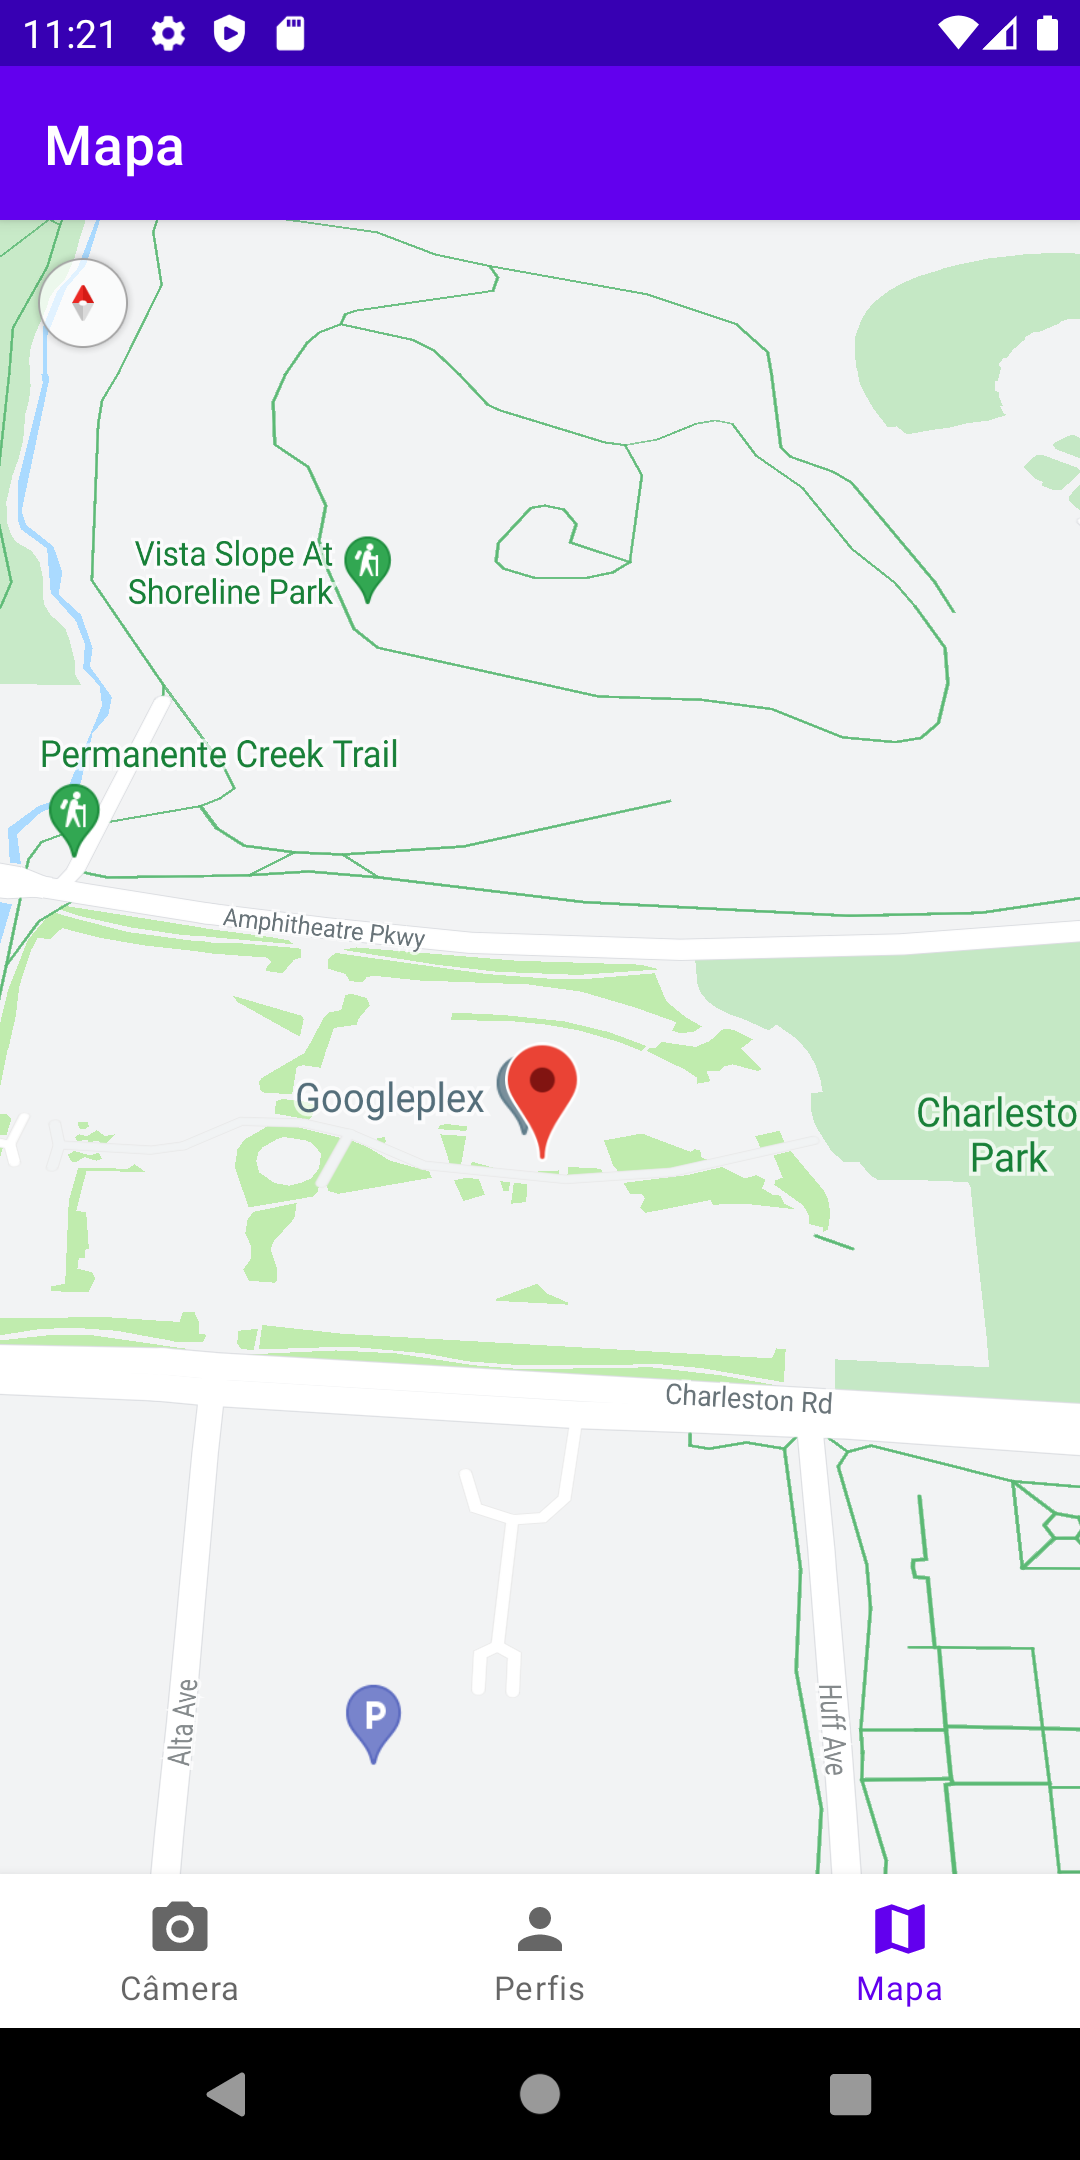 11:21
Mapa
Vista Slope At
Shoreline Park
Permanente Creek Trail
Amphitheatre Pkwy
Googleplex
Charlesto
Park
Charleston Rd
Alta Ave
P
Huff Ave
Câmera
Perfis
Mapa